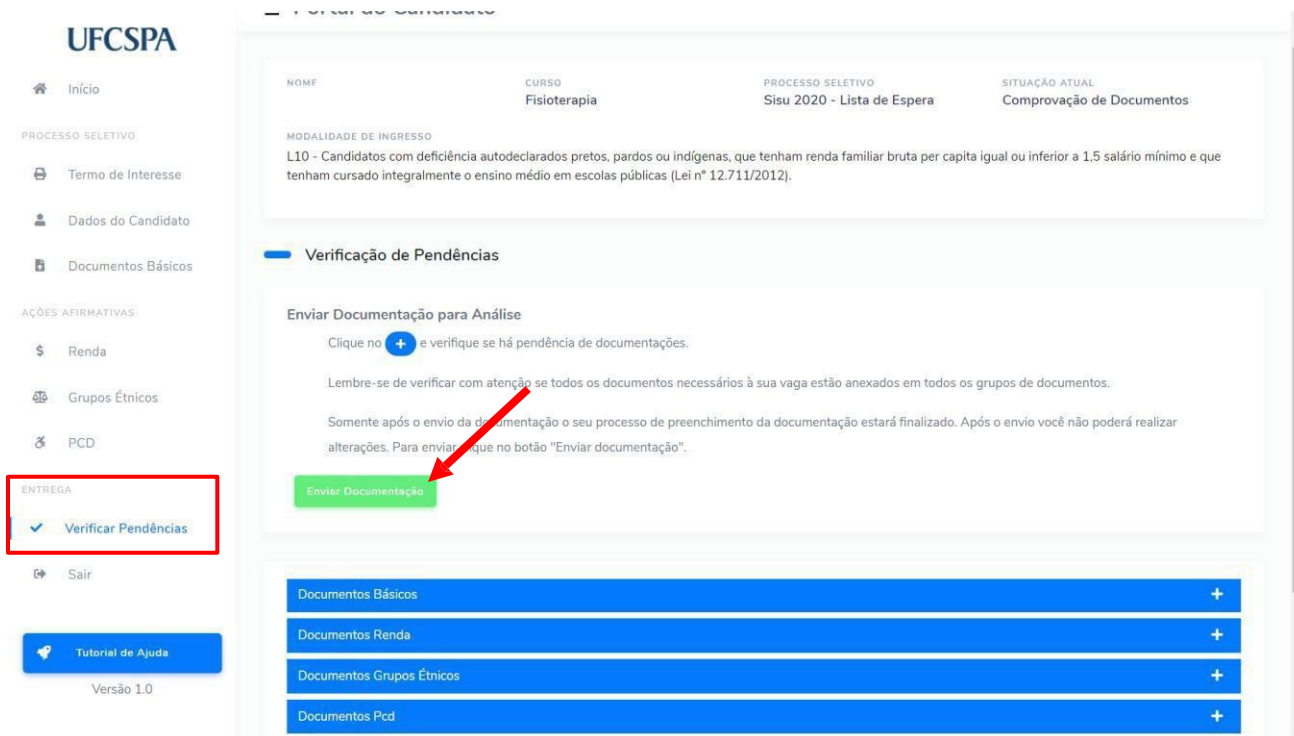 Portal do Candidato
UFCSPA
Início
PROCESSO SELETIVO
Termo de Interesse
Dados do Candidato
Documentos Básicos
AÇÕES AFIRMATIVAS
Renda
Grupos Étnicos
PCD
ENTREGA
Verificar Pendências
Sair
Tutorial de Ajuda
Versão 1.0
NOME
CURSO
Fisioterapia
PROCESSO SELETIVO
Sisu 2020 - Lista de Espera
SITUAÇÃO ATUAL
Comprovação de Documentos
MODALIDADE DE INGRESSO
L10 - Candidatos com deficiência autodeclarados pretos, pardos ou indígenas, que tenham renda familiar bruta per capita igual ou inferior a 1,5 salário mínimo e que
tenham cursado integralmente o ensino médio em escolas públicas (Lei n° 12.711/2012).
Verificação de Pendências
Enviar Documentação para Análise
Clique no + e verifique se há pendência de documentações.
Lembre-se de verificar com atenção se todos os documentos necessários à sua vaga estão anexados em todos os grupos de documentos.
Somente após o envio da documentação o seu processo de preenchimento da documentação estará finalizado. Após o envio você não poderá realizar
alterações. Para enviar clique no botão "Enviar documentação".
Enviar Documentação
Documentos Básicos +
Documentos Renda +
Documentos Grupos Étnicos +
Documentos Pcd +